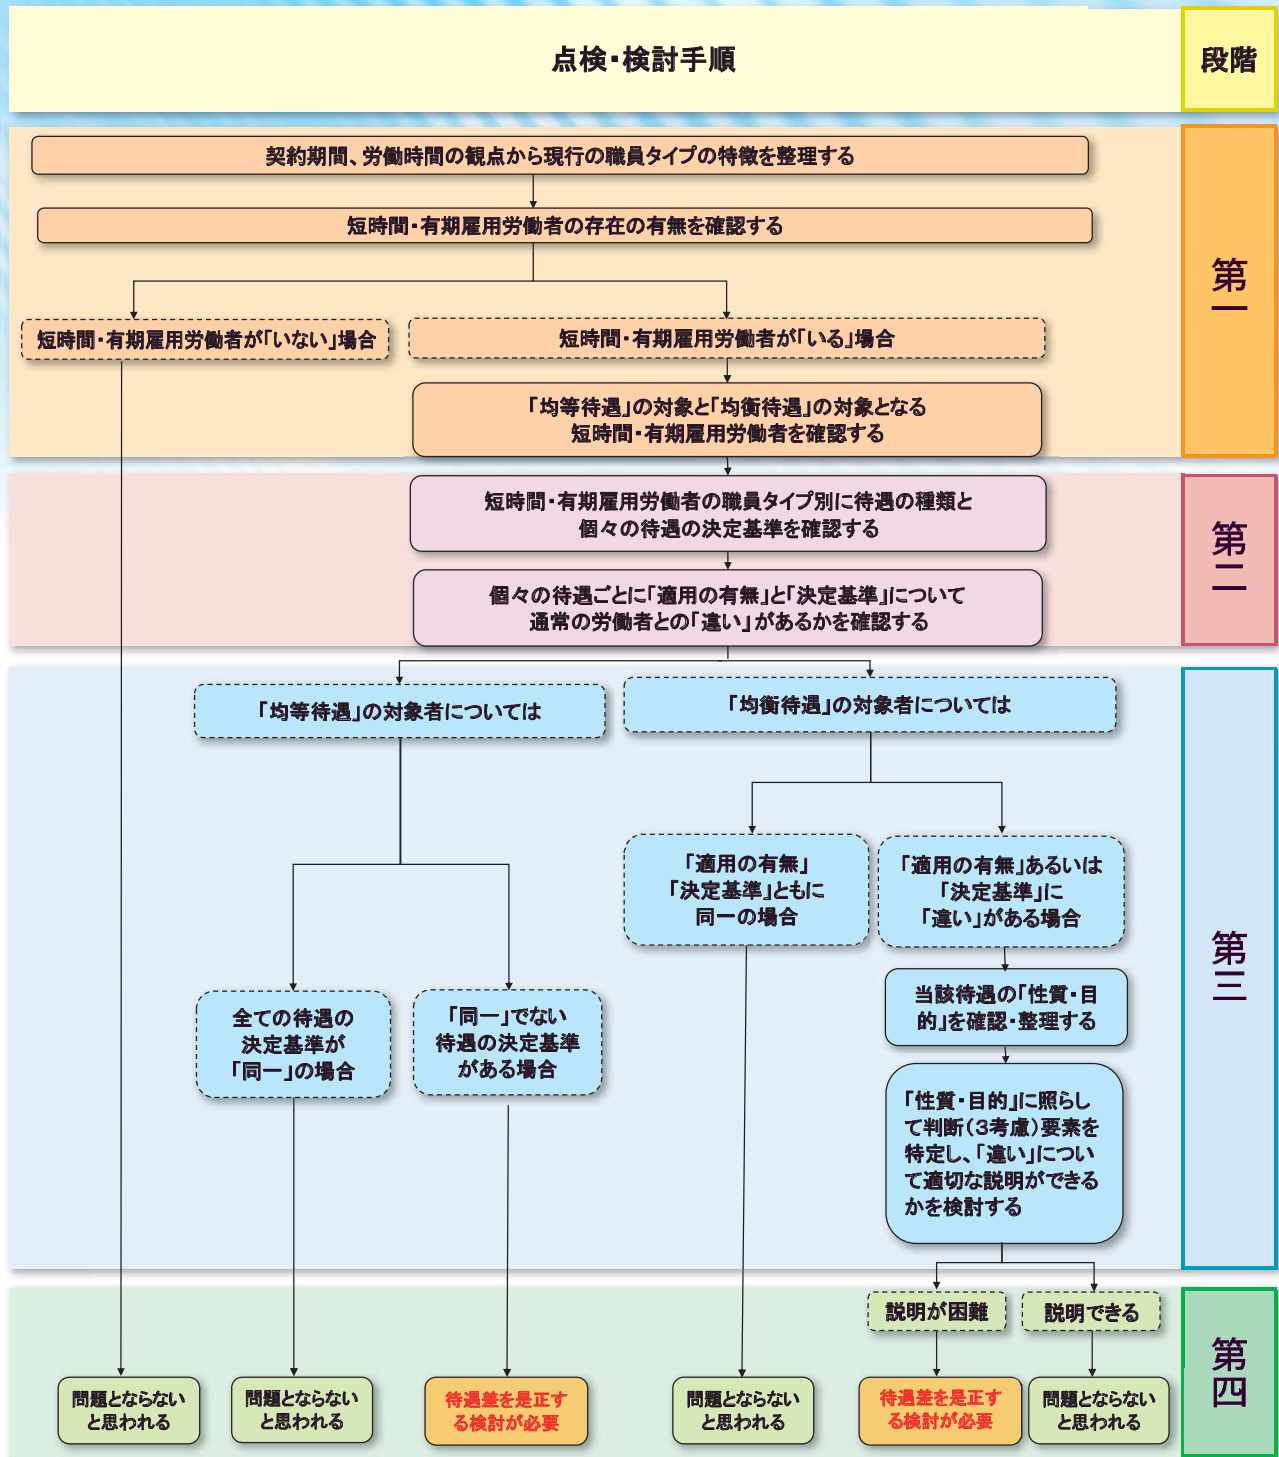 点検・検討手順
段階
契約期間、労働時間の観点から現行の職員タイプの特徴を整理する
短時間・有期雇用労働者の存在の有無を確認する
短時間・有期雇用労働者が「いない」場合
短時間・有期雇用労働者が「いる」場合
「均等待遇」の対象と「均衡待遇」の対象となる
短時間・有期雇用労働者を確認する
第一
短時間・有期雇用労働者の職員タイプ別に待遇の種類と
個々の待遇の決定基準を確認する
個々の待遇ごとに「適用の有無」と「決定基準」について
通常の労働者との「違い」があるかを確認する
第二
「均等待遇」の対象者については
「均衡待遇」の対象者については
「適用の有無」
「決定基準」ともに
同一の場合
「適用の有無」あるいは
「決定基準」に
「違い」がある場合
全ての待遇の
決定基準が
「同一」の場合
「同一」でない
待遇の決定基準
がある場合
当該待遇の「性質・目
的」を確認・整理する
「性質・目的」に照らし
て判断(3考慮)要素を
特定し、「違い」につい
て適切な説明ができる
かを検討する
第三
説明が困難
説明できる
問題とならない
と思われる
問題とならない
と思われる
待遇差を是正す
る検討が必要
問題とならない
と思われる
待遇差を是正す
る検討が必要
問題とならない
と思われる
第四